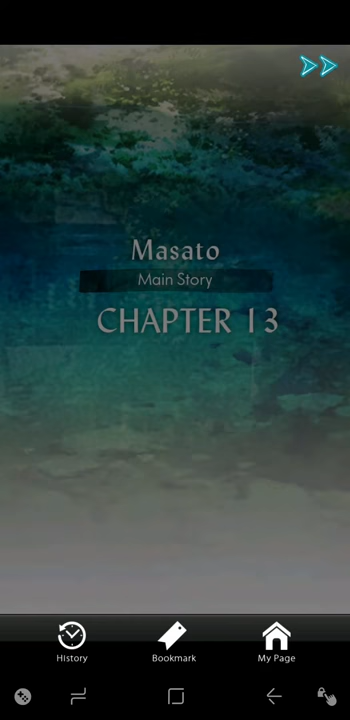 Masato
Main Story
CHAPTER 13
History
Bookmark
My Page